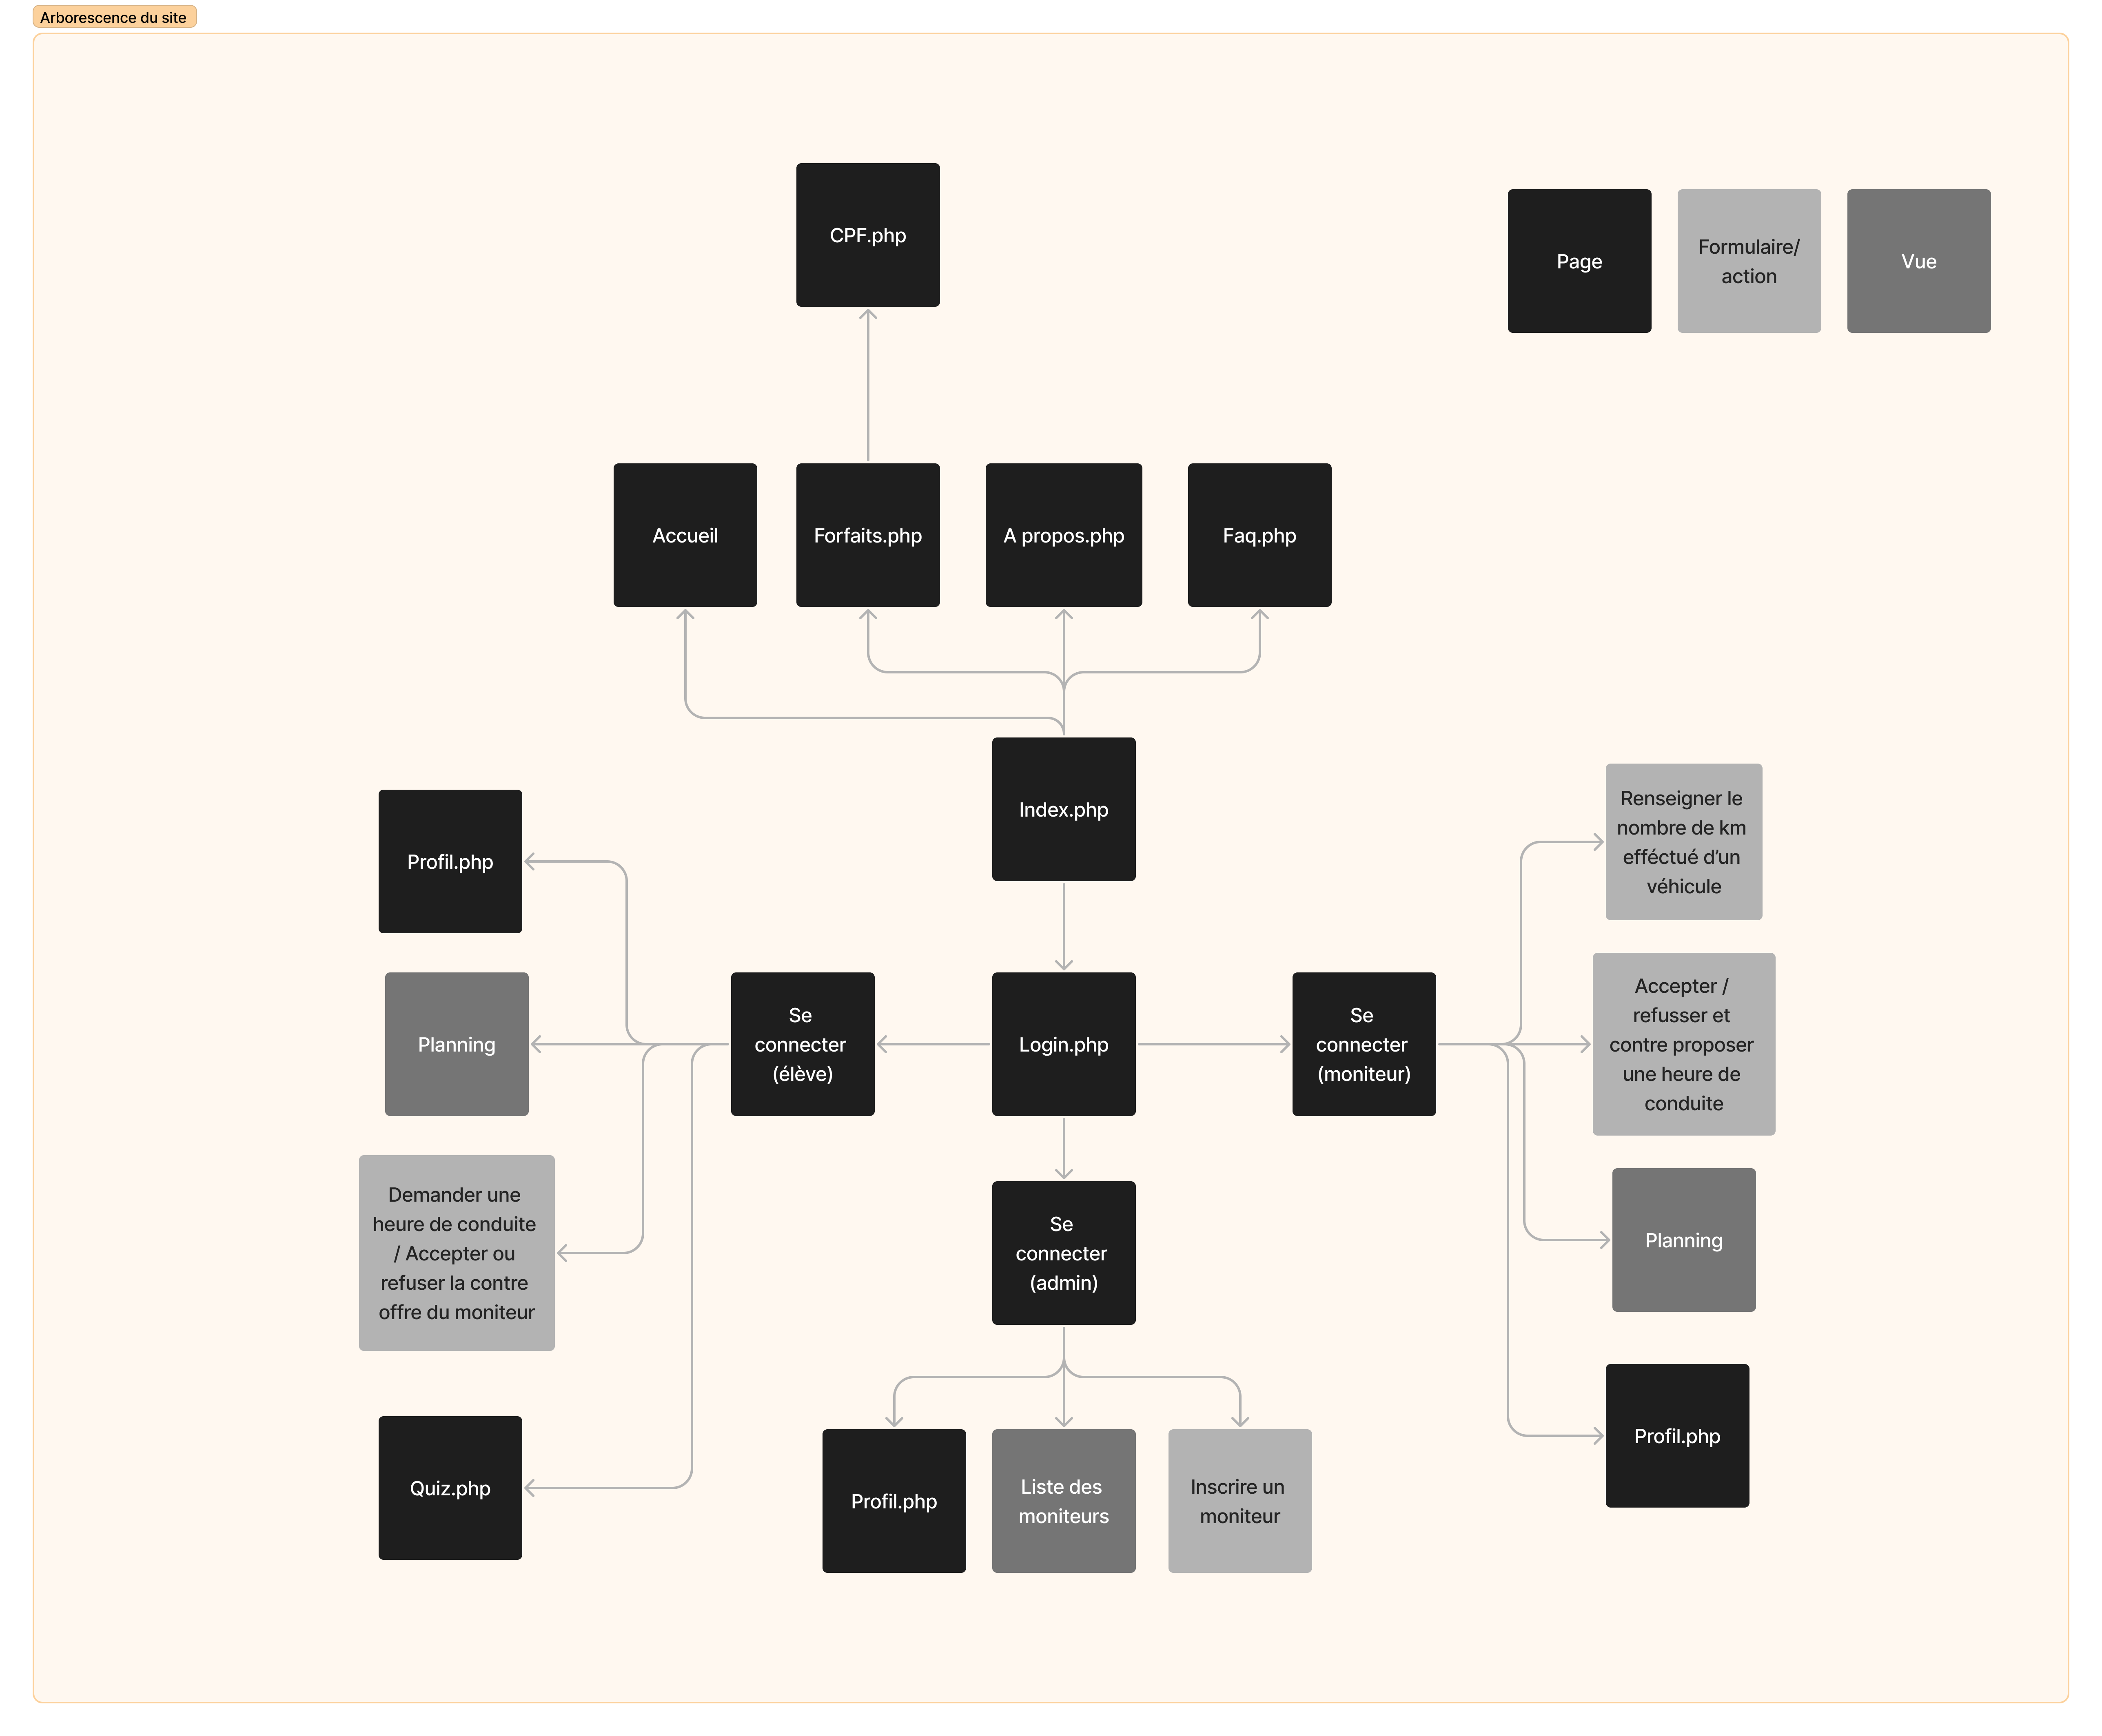 Arborescence du site
CPF.php
Page
Formulaire/
action
Vue
Accueil
Forfaits.php
A propos.php
Faq.php
Index.php
Profil.php
Renseigner le
nombre de km
efféctué d’un
véhicule
Planning
Se
connecter
(élève)
Login.php
Se
connecter
(moniteur)
Accepter /
refusser et
contre proposer
une heure de
conduite
Demander une
heure de conduite
/ Accepter ou
refuser la contre
offre du moniteur
Se
connecter
(admin)
Planning
Quiz.php
Profil.php
Liste des
moniteurs
Inscrire un
moniteur
Profil.php